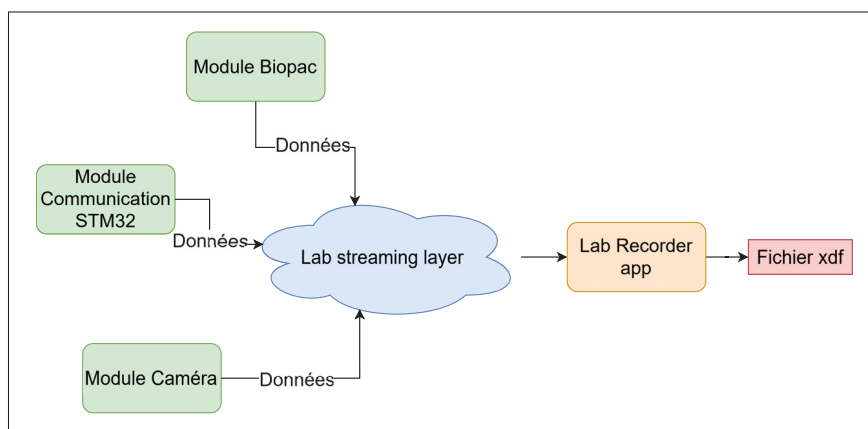 Module Biopac
Données
Module
Communication
STM32
Données
Lab streaming layer
Lab Recorder
app
Fichier xdf
Module Caméra
Données